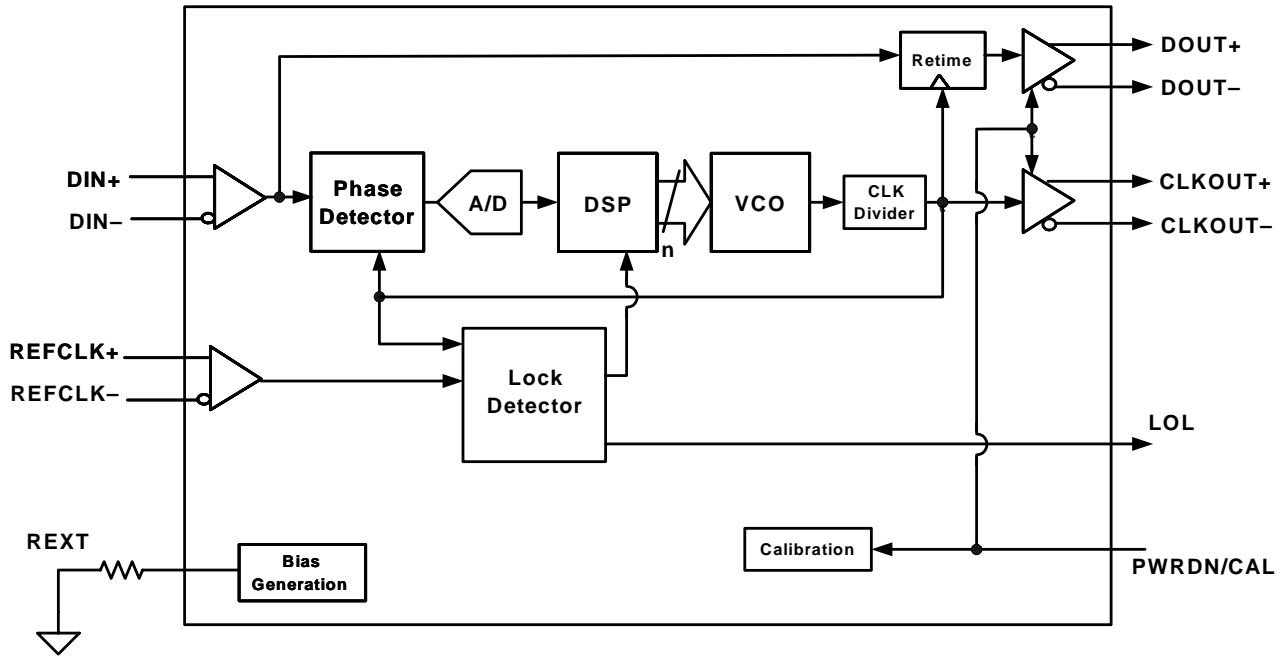 DOUT+
Retime
DOUT–
DIN+
Phase
Detector
A/D
DSP
VCO
CLK
Divider
CLKOUT+
DIN–
CLKOUT–
n
REFCLK+
REFCLK–
Lock
Detector
LOL
REXT
Bias
Generation
Calibration
PWRDN/CAL